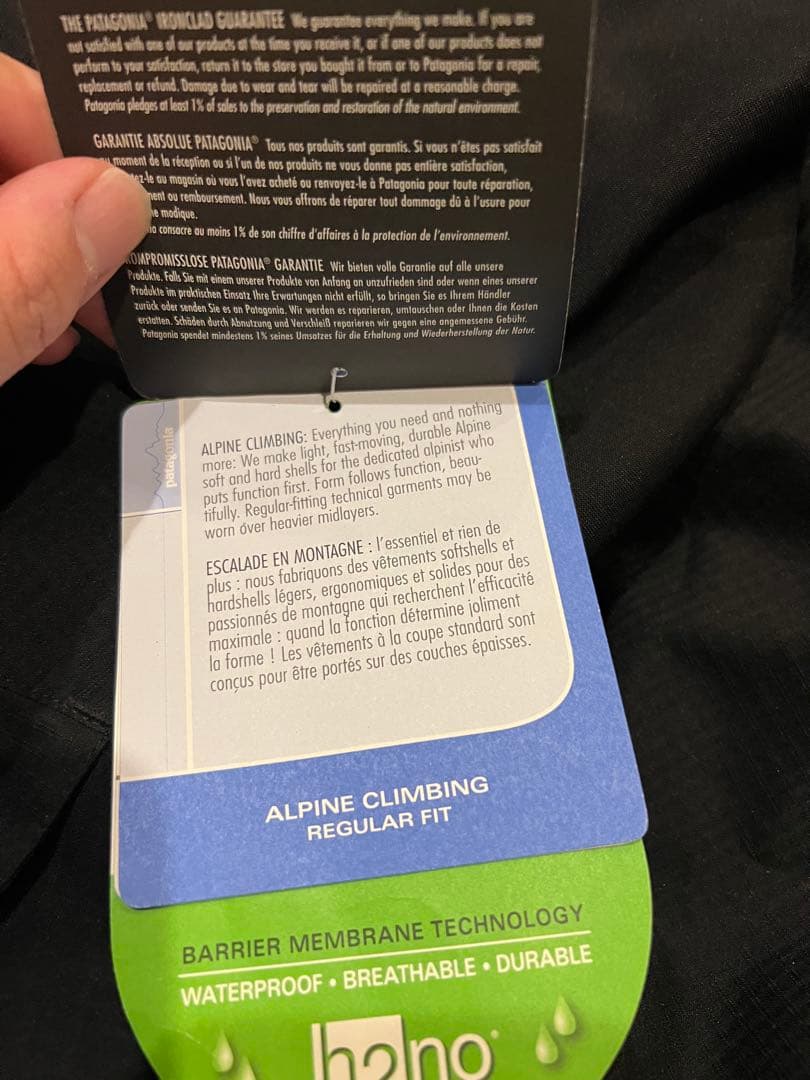 THE PATAGONIA® IRONCLAD GUARANTEE We guarantee everything we make. If you are
not satisfied with one of our products at the time you receive it, or if one of our products does not
perform to your satisfaction, return it to the store you bought it from or to Patagonia for a repair,
replacement or refund. Damage due to wear and tear will be repaired at a reasonable charge.
Patagonia pledges at least 1% of sales to the preservation and restoration of the natural environment.
GARANTIE ABSOLUE PATAGONIA® Tous nos produits sont garantis. Si vous n'êtes pas satisfait
moment de la réception ou si l'un de nos produits ne vous donne pas entière satisfaction,
ez-le au magasin où vous l'avez acheté ou renvoyez-le à Patagonia pour toute réparation,
ment ou remboursement. Nous vous offrons de réparer tout dommage dû à l'usure pour
e modique.
a consacre au moins 1% de son chiffre d'affaires à la protection de l'environnement.
KOMPROMISSLOSE PATAGONIA® GARANTIE Wir bieten volle Garantie auf alle unsere
Produkte. Falls Sie mit einem unserer Produkte von Anfang an unzufrieden sind oder wenn eines unserer
Produkte im praktischen Einsatz Ihre Erwartungen nicht erfüllt, so bringen Sie es Ihrem Händler
zurück oder senden Sie es an Patagonia. Wir werden es reparieren, umtauschen oder Ihnen die Kosten
erstatten. Schäden durch Abnutzung und Verschleiß reparieren wir gegen eine angemessene Gebühr.
Patagonia spendet mindestens 1% seines Umsatzes für die Erhaltung und Wiederherstellung der Natur.
patagonia
ALPINE CLIMBING: Everything you need and nothing
more: We make light, fast-moving, durable Alpine
soft and hard shells for the dedicated alpinist who
puts function first. Form follows function, beau-
tifully. Regular-fitting technical garments may be
worn over heavier midlayers.
ESCALADE EN MONTAGNE : l'essentiel et rien de
plus : nous fabriquons des vêtements softshells et
hardshells légers, ergonomiques et solides pour des
passionnés de montagne qui recherchent l'efficacité
maximale : quand la fonction détermine joliment
la forme ! Les vêtements à la coupe standard sont
conçus pour être portés sur des couches épaisses.
ALPINE CLIMBING
REGULAR FIT
BARRIER MEMBRANE TECHNOLOGY
WATERPROOF • BREATHABLE • DURABLE
h2no®